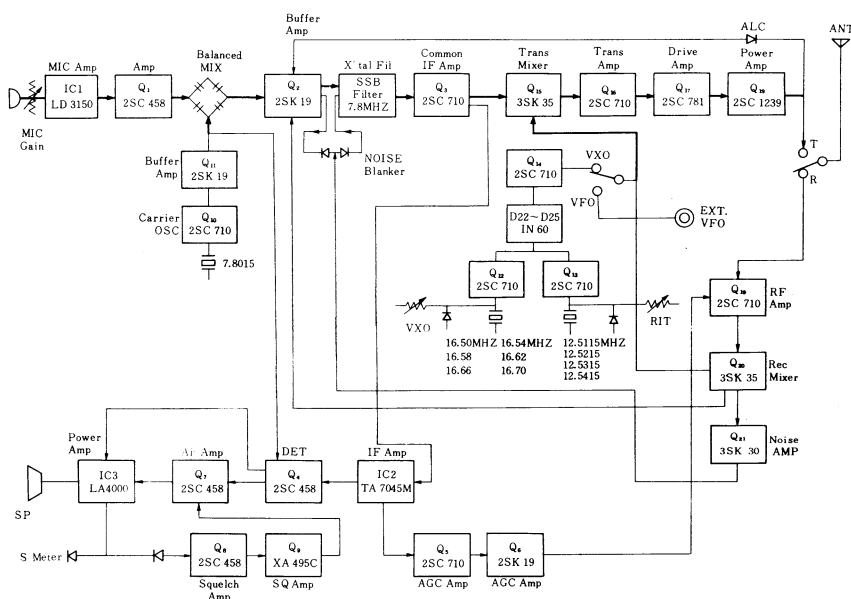 Buffer Amp
ALC
ANT
MIC Amp
Amp
Balanced MIX
X'tal Fil
Common IF Amp
Trans Mixer
Trans Amp
Drive Amp
Power Amp
IC1 LD 3150
Q1 2SC 458
Q2 2SK 19
SSB Filter 7.8MHZ
Q3 2SC 710
Q15 3SK 35
Q16 2SC 710
Q17 2SC 781
Q18 2SC 1239
MIC Gain
NOISE Blanker
T
R
Buffer Amp
Q11 2SK 19
Q14 2SC 710
VXO
VFO
EXT. VFO
Carrier OSC
Q10 2SC 710
D22~D25 IN 60
7.8015
Q12 2SC 710
Q13 2SC 710
Q19 2SC 710
RF Amp
VXO
RIT
16.50MHZ 16.54MHZ 12.5115MHZ
16.58 16.62 12.5215
16.66 16.70 12.5315
12.5415
Q20 3SK 35
Rec Mixer
Q21 3SK 30
Noise AMP
Power Amp
Amp
DET
IF Amp
IC3 LA4000
Q7 2SC 458
Q4 2SC 458
IC2 TA 7045M
SP
S Meter
Q8 2SC 458
Q9 XA 495C
Q5 2SC 710
Q6 2SK 19
Squelch Amp
SQ Amp
AGC Amp
AGC Amp